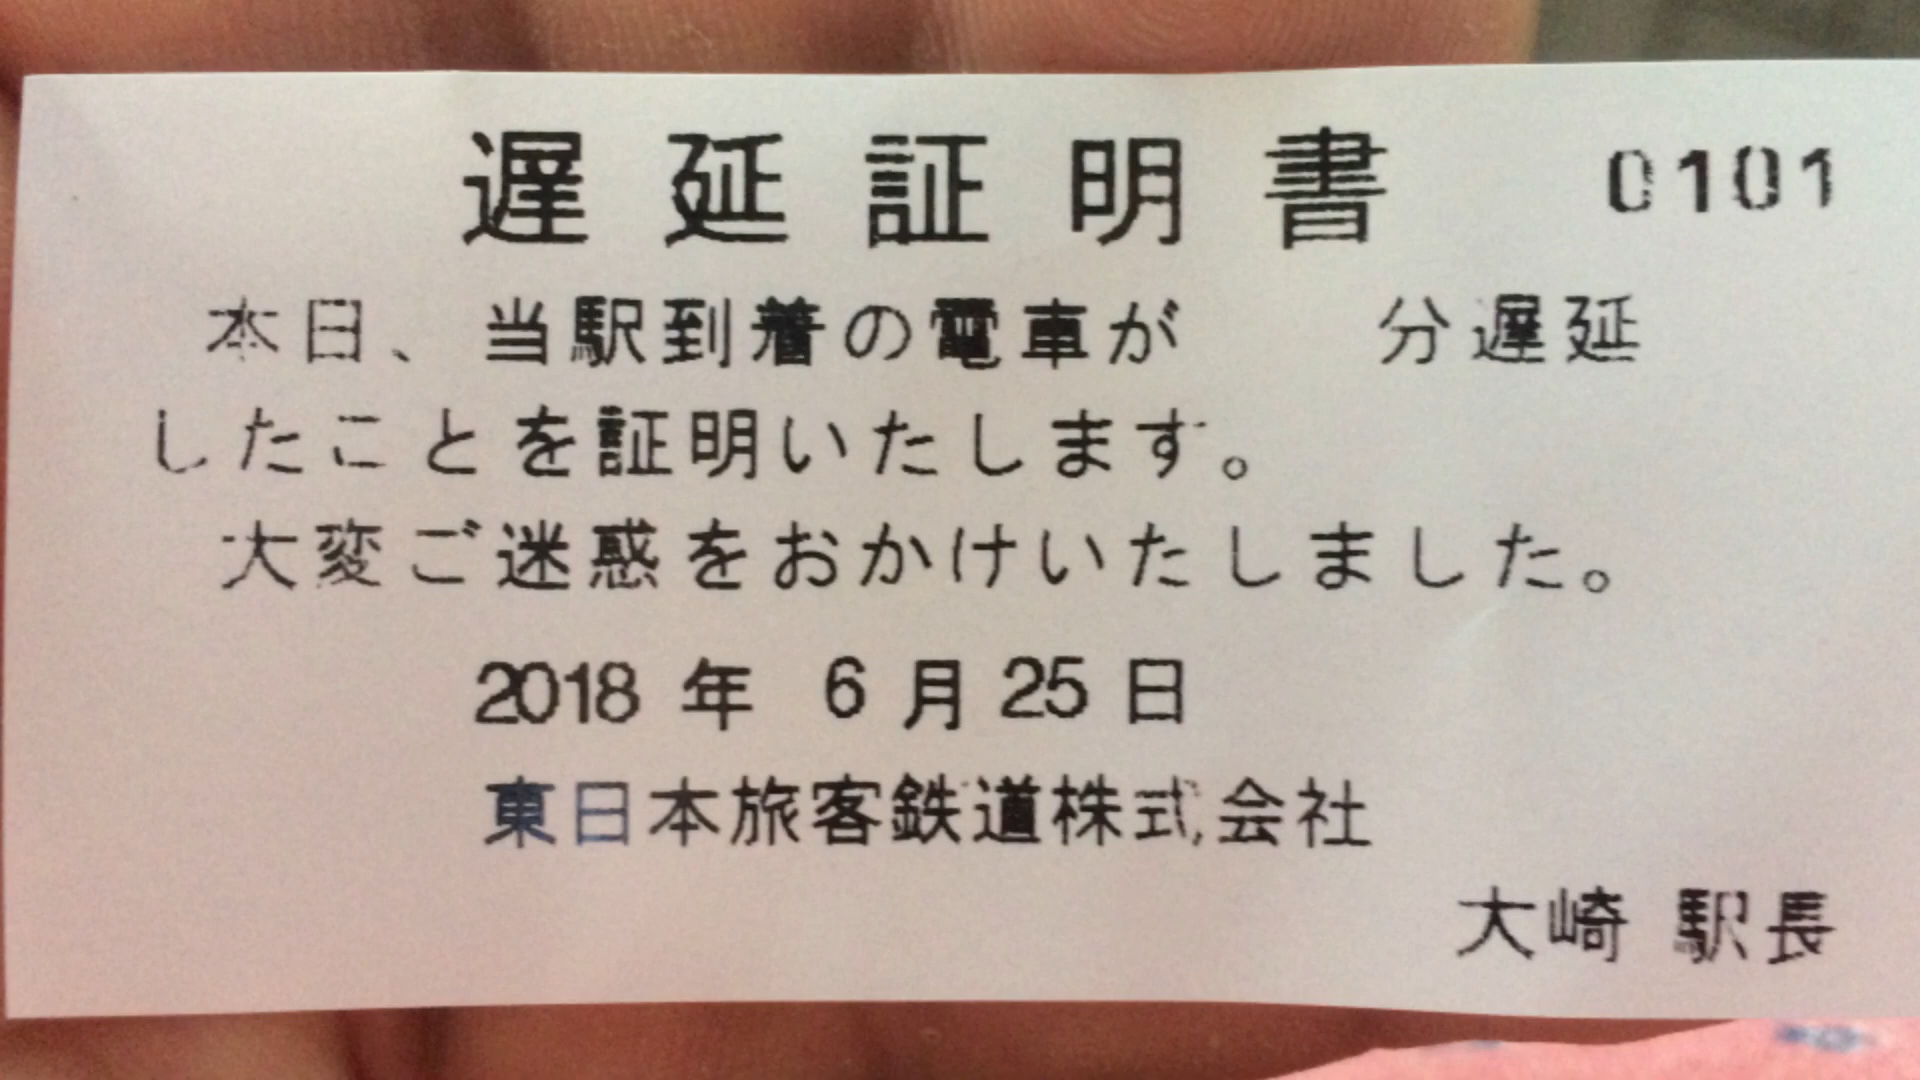 遅延証明書 0101
本日、当駅到着の電車が　　分遅延
したことを証明いたします。
大変ご迷惑をおかけいたしました。
2018 年 6 月 25 日
東日本旅客鉄道株式会社
大崎 駅長